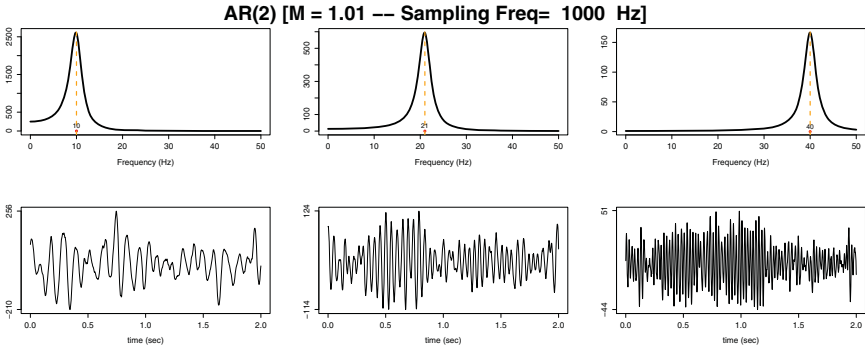 AR(2) [M = 1.01 −− Sampling Freq= 1000 Hz]
0 500 1500 2500
10
0 10 20 30 40 50
Frequency (Hz)
0 100 300 500
21
0 10 20 30 40 50
Frequency (Hz)
0 50 100 150
40
0 10 20 30 40 50
Frequency (Hz)
−210 256
0.0 0.5 1.0 1.5 2.0
time (sec)
−114 124
0.0 0.5 1.0 1.5 2.0
time (sec)
−44 51
0.0 0.5 1.0 1.5 2.0
time (sec)